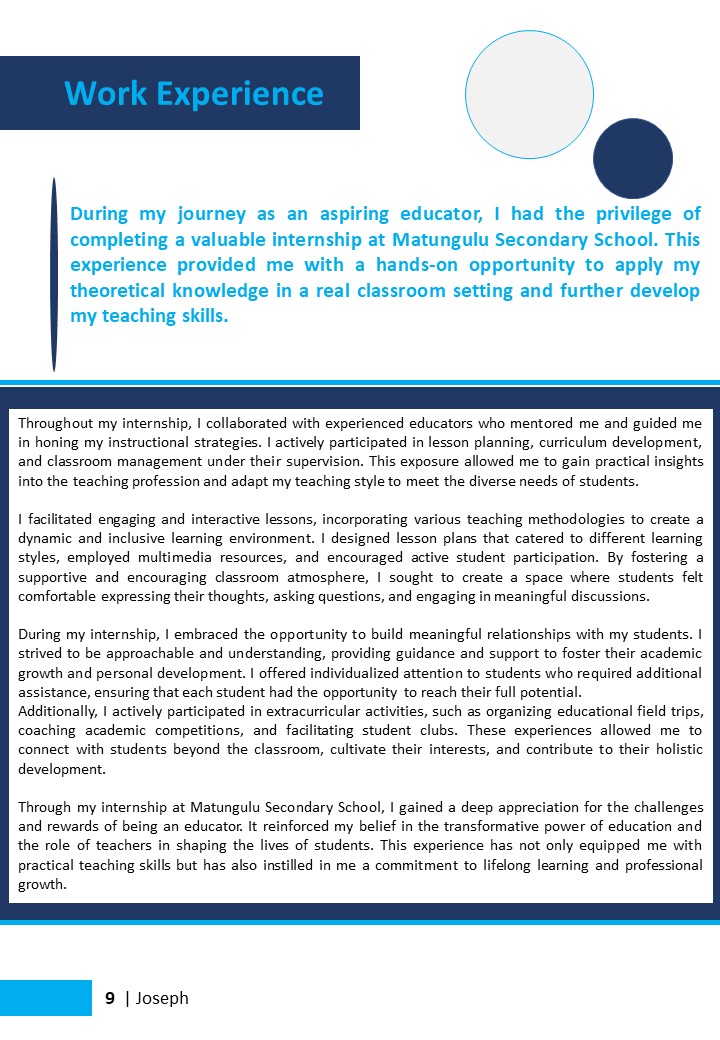 Work Experience
During my journey as an aspiring educator, I had the privilege of
completing a valuable internship at Matungulu Secondary School. This
experience provided me with a hands-on opportunity to apply my
theoretical knowledge in a real classroom setting and further develop
my teaching skills.
Throughout my internship, I collaborated with experienced educators who mentored me and guided me
in honing my instructional strategies. I actively participated in lesson planning, curriculum development,
and classroom management under their supervision. This exposure allowed me to gain practical insights
into the teaching profession and adapt my teaching style to meet the diverse needs of students.
I facilitated engaging and interactive lessons, incorporating various teaching methodologies to create a
dynamic and inclusive learning environment. I designed lesson plans that catered to different learning
styles, employed multimedia resources, and encouraged active student participation. By fostering a
supportive and encouraging classroom atmosphere, I sought to create a space where students felt
comfortable expressing their thoughts, asking questions, and engaging in meaningful discussions.
During my internship, I embraced the opportunity to build meaningful relationships with my students. I
strived to be approachable and understanding, providing guidance and support to foster their academic
growth and personal development. I offered individualized attention to students who required additional
assistance, ensuring that each student had the opportunity to reach their full potential.
Additionally, I actively participated in extracurricular activities, such as organizing educational field trips,
coaching academic competitions, and facilitating student clubs. These experiences allowed me to
connect with students beyond the classroom, cultivate their interests, and contribute to their holistic
development.
Through my internship at Matungulu Secondary School, I gained a deep appreciation for the challenges
and rewards of being an educator. It reinforced my belief in the transformative power of education and
the role of teachers in shaping the lives of students. This experience has not only equipped me with
practical teaching skills but has also instilled in me a commitment to lifelong learning and professional
growth.
9 | Joseph